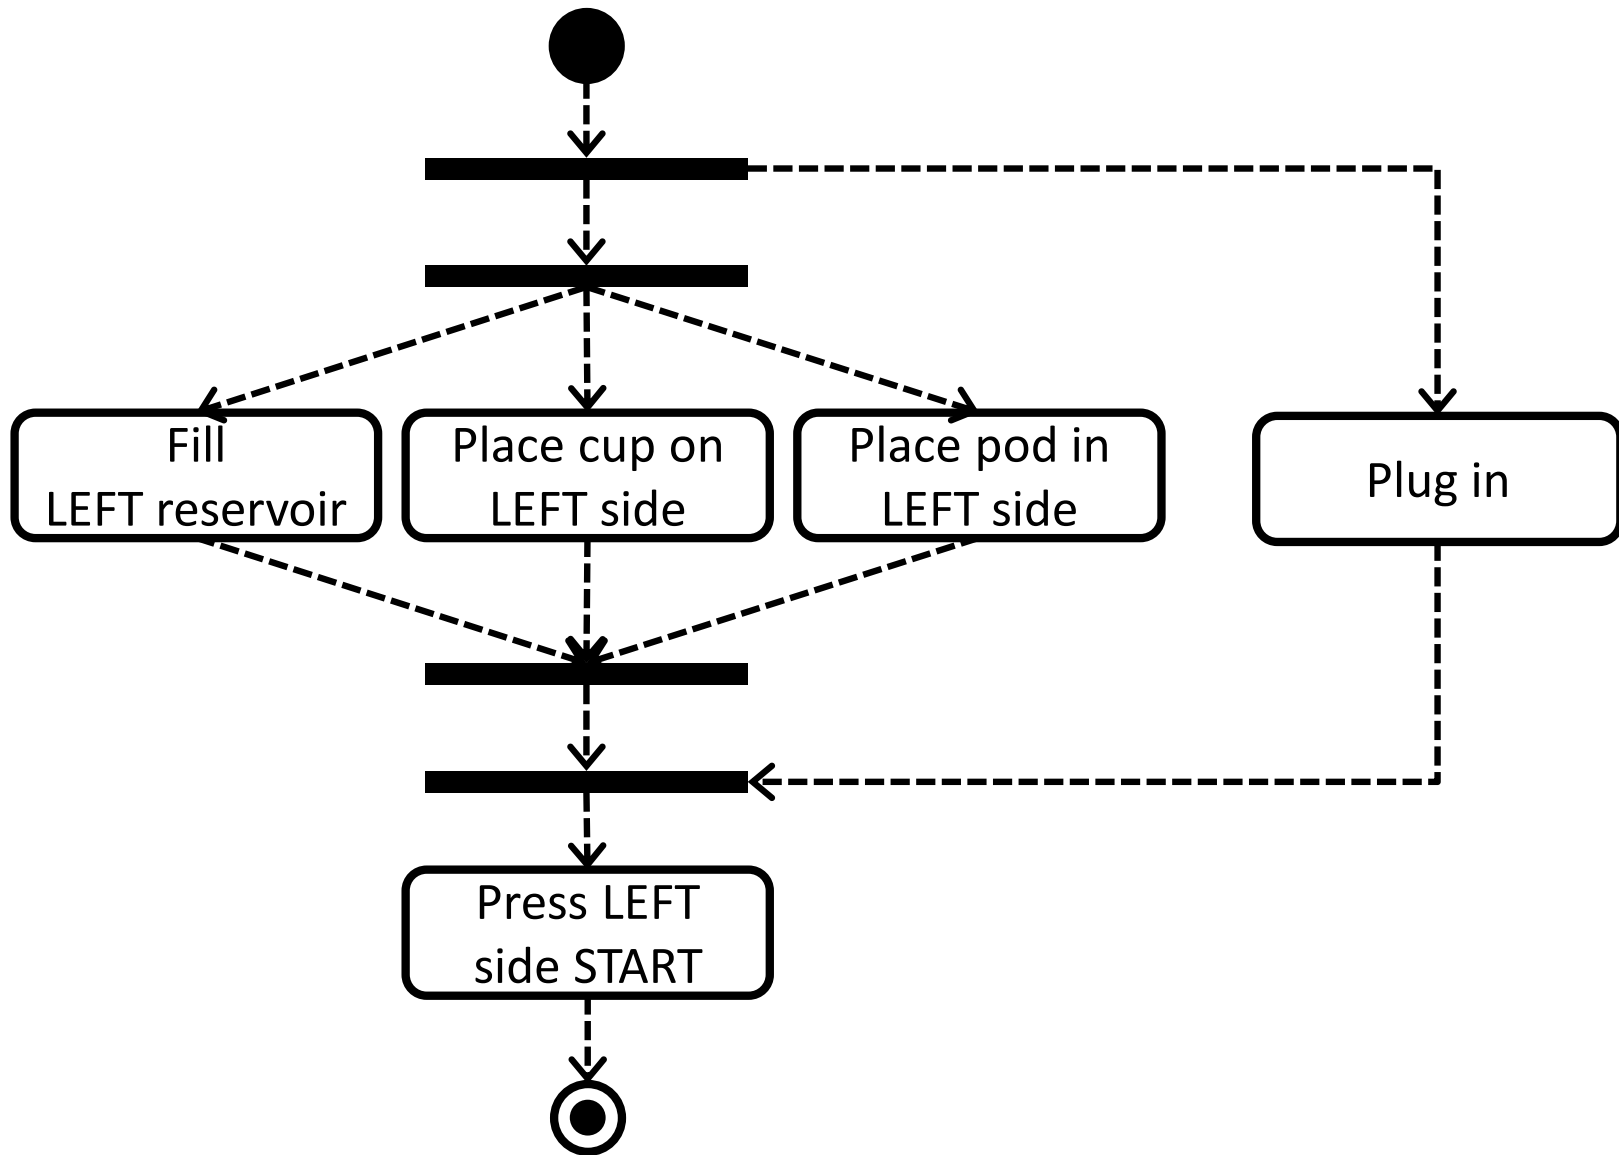 Fill
LEFT reservoir
Place cup on
LEFT side
Place pod in
LEFT side
Plug in
Press LEFT
side START